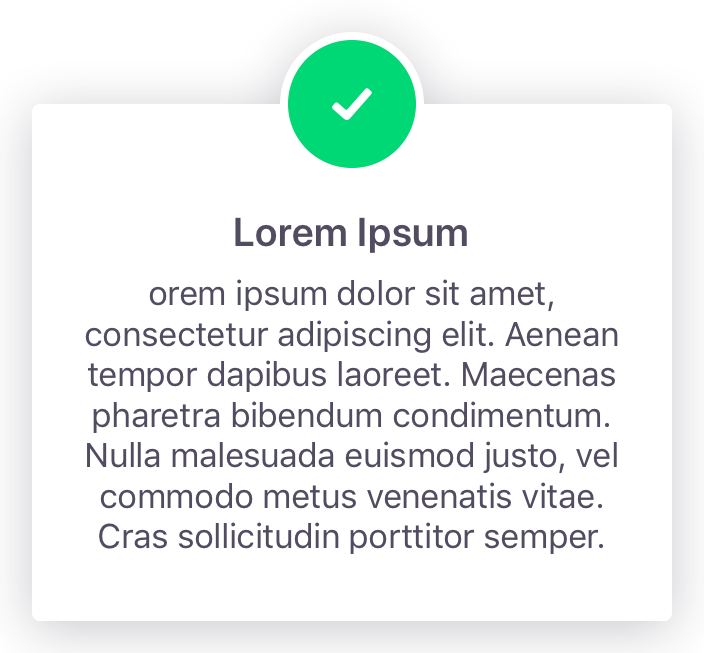 Lorem Ipsum
orem ipsum dolor sit amet,
consectetur adipiscing elit. Aenean
tempor dapibus laoreet. Maecenas
pharetra bibendum condimentum.
Nulla malesuada euismod justo, vel
commodo metus venenatis vitae.
Cras sollicitudin porttitor semper.